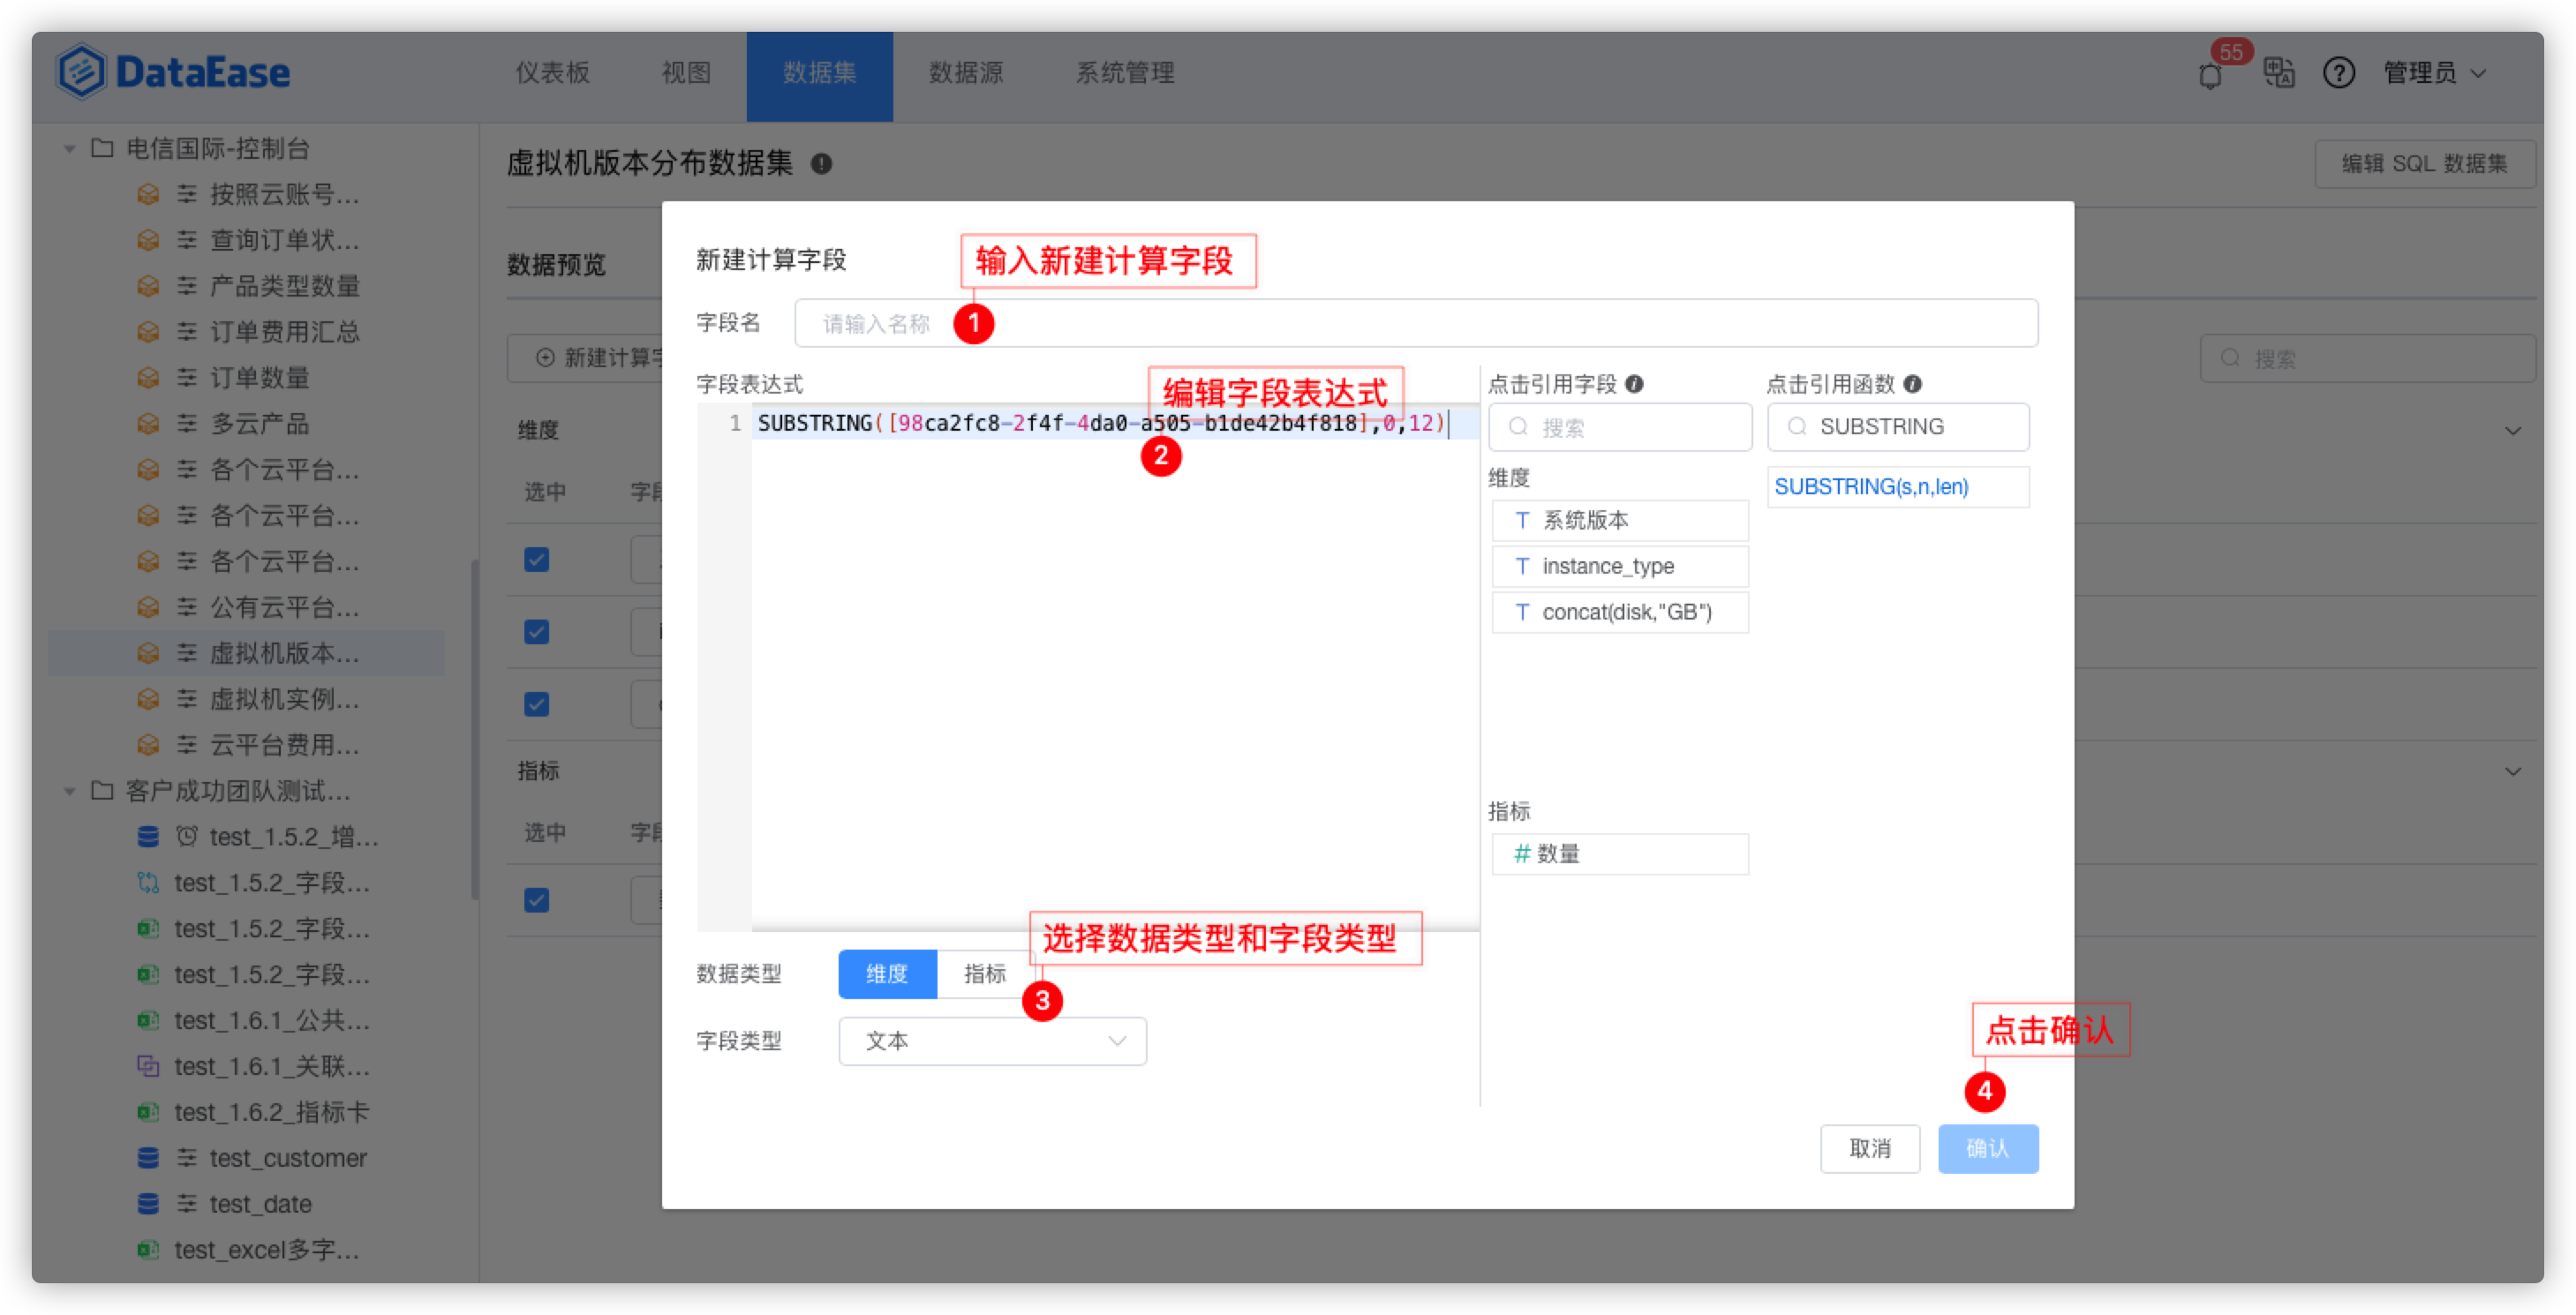 DataEase
仪表板
视图
数据集
数据源
系统管理
55
管理员
电信国际-控制台
按照云账号...
查询订单状...
产品类型数量
订单费用汇总
订单数量
多云产品
各个云平台...
各个云平台...
各个云平台...
公有云平台...
虚拟机版本...
虚拟机实例...
云平台费用...
客户成功团队测试...
test_1.5.2_增...
test_1.5.2_字段...
test_1.5.2_字段...
test_1.5.2_字段...
test_1.6.1_公共...
test_1.6.1_关联...
test_1.6.2_指标卡
test_customer
test_date
test_excel多字...
虚拟机版本分布数据集
编辑 SQL 数据集
数据预览
新建计算字
搜索
维度
选中
字段
指标
选中
字段
新建计算字段
输入新建计算字段
字段名
请输入名称
1
字段表达式
编辑字段表达式
1 SUBSTRING([98ca2fc8-2f4f-4da0-a505-b1de42b4f818],0,12)
2
点击引用字段
搜索
维度
T 系统版本
T instance_type
T concat(disk,"GB")
指标
# 数量
点击引用函数
SUBSTRING
SUBSTRING(s,n,len)
选择数据类型和字段类型
数据类型
维度
指标
3
字段类型
文本
点击确认
4
取消
确认